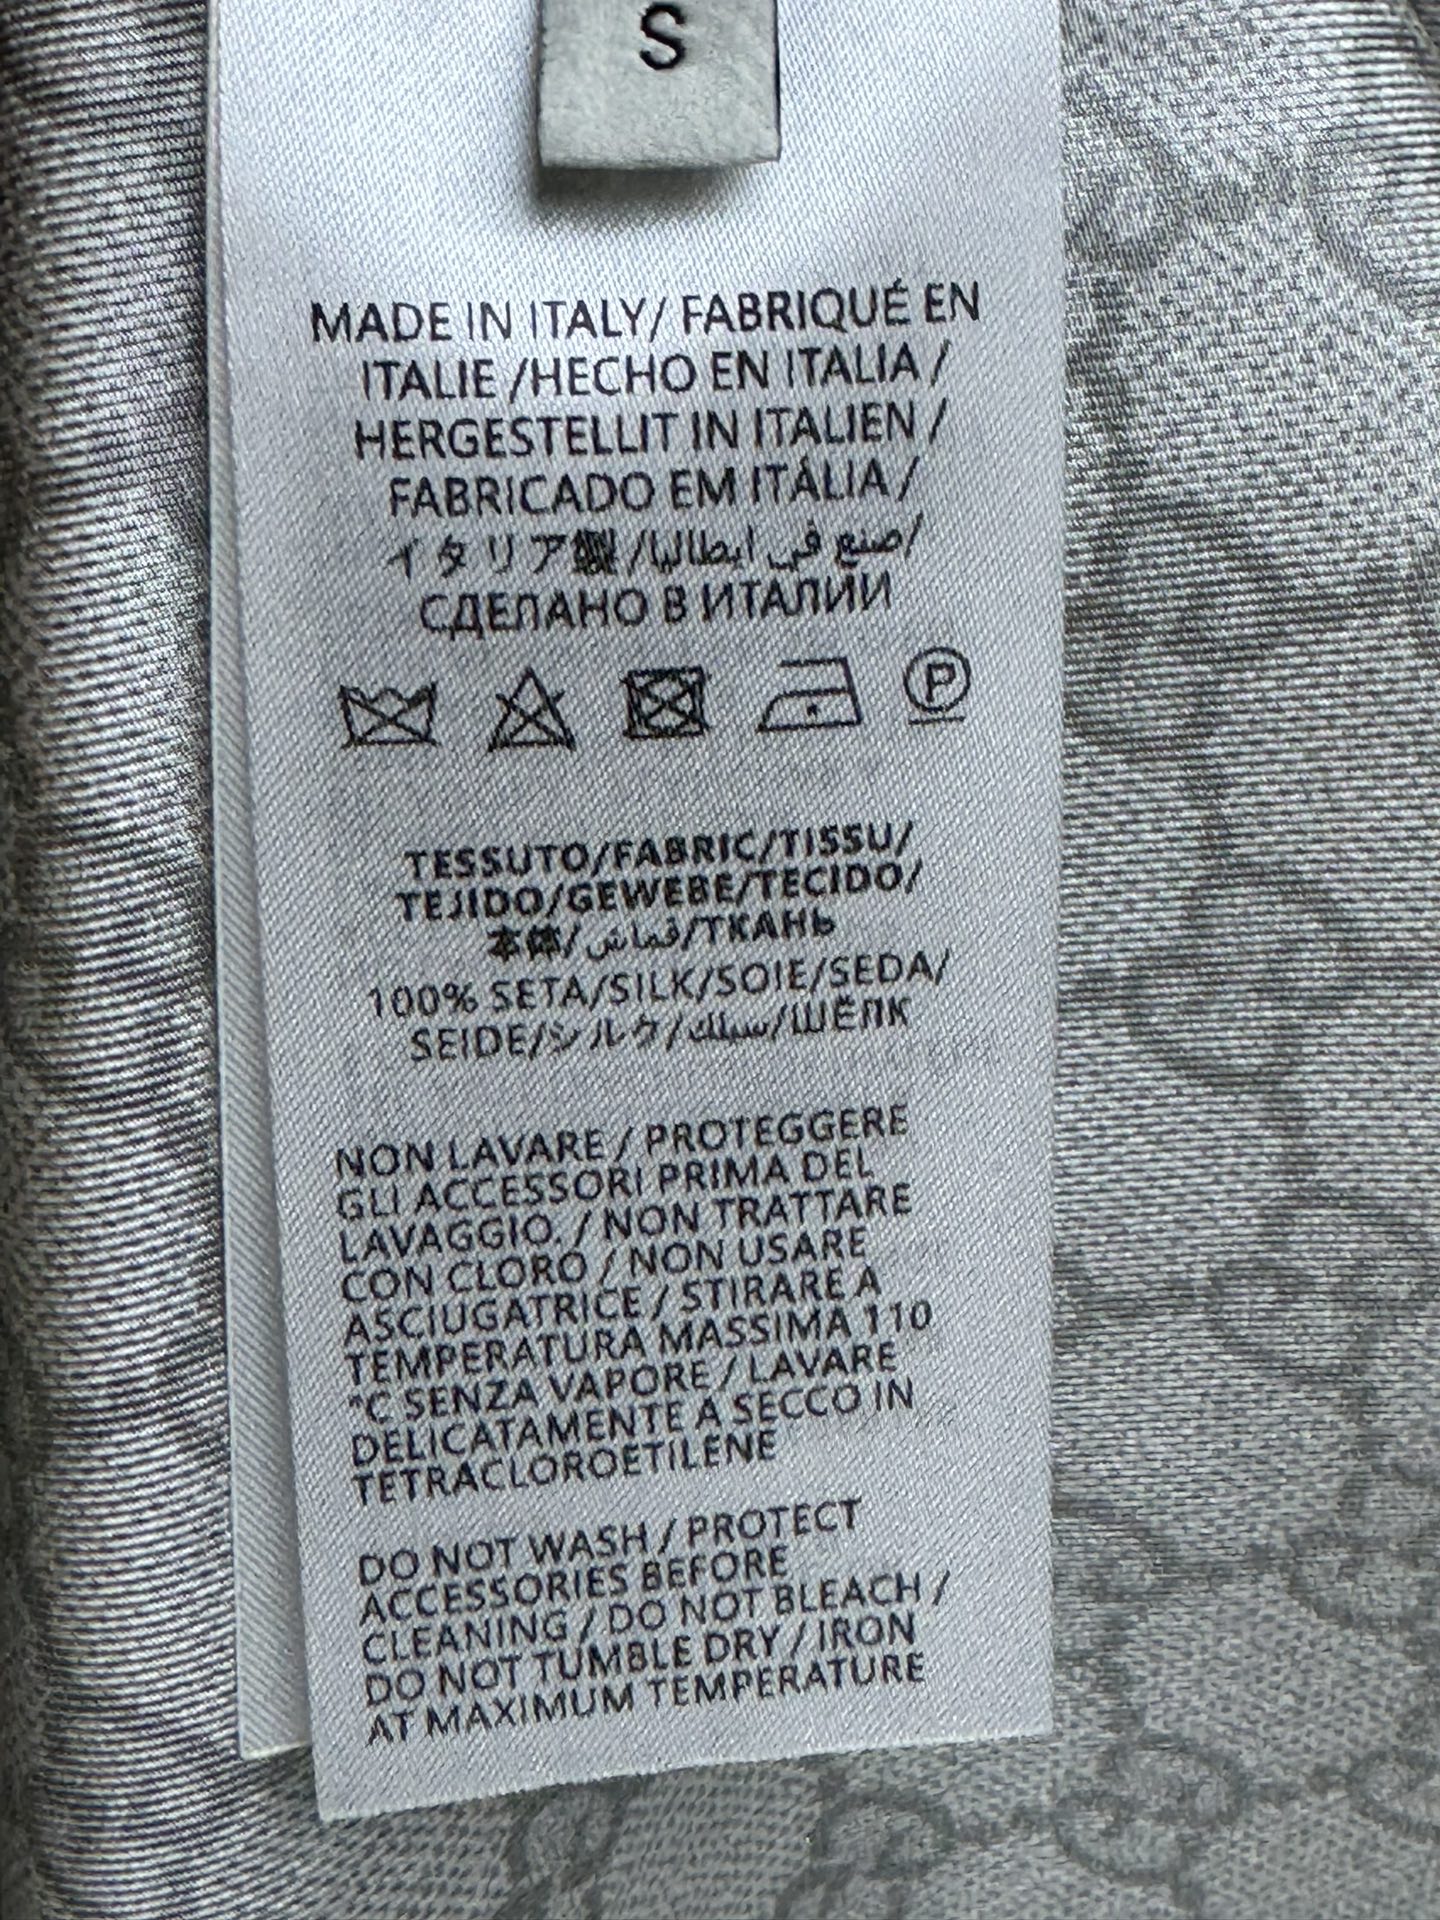 S
MADE IN ITALY/ FABRIQUÉ EN
ITALIE /HECHO EN ITALIA /
HERGESTELLT IN ITALIEN /
FABRICADO EM ITÁLIA /
イタリア製 /صنع في ايطاليا/
СДЕЛАНО В ИТАЛИИ
P
TESSUTO/FABRIC/TISSU/
TEJIDO/GEWEBE/TECIDO/
本体/قماش/ТКАНЬ
100% SETA/SILK/SOIE/SEDA/
SEIDE/シルク/سيلك/ШЁЛК
NON LAVARE / PROTEGGERE
GLI ACCESSORI PRIMA DEL
LAVAGGIO. / NON TRATTARE
CON CLORO / NON USARE
ASCIUGATRICE / STIRARE A
TEMPERATURA MASSIMA 110
°C SENZA VAPORE / LAVARE
DELICATAMENTE A SECCO IN
TETRACLOROETILENE
DO NOT WASH / PROTECT
ACCESSORIES BEFORE
CLEANING / DO NOT BLEACH /
DO NOT TUMBLE DRY / IRON
AT MAXIMUM TEMPERATURE